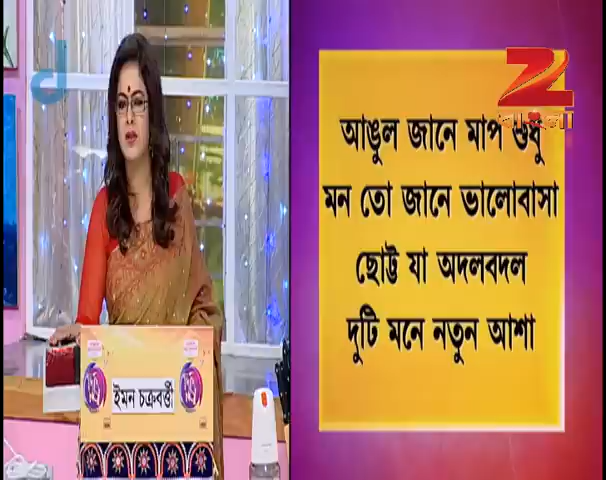 আঙুল জানে মাপ শুধু
মন তো জানে ভালোবাসা
ছোট্ট যা অদলবদল
দুটি মনে নতুন আশা
বাংলা
ইমন চক্রবর্ত্তী